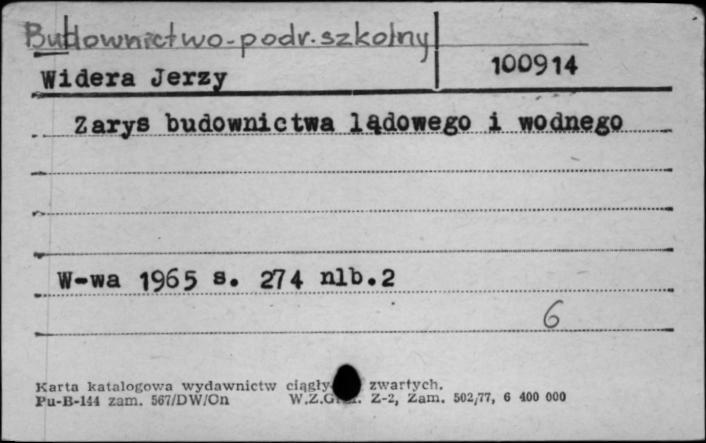 Budownictwo-podr. szkolny
Widera Jerzy
100914
Zarys budownictwa lądowego i wodnego
W-wa 1965 s. 274 nlb.2
6
Karta katalogowa wydawnictw zwartych.
Pu-B-144 zam. 567/DW/On Z-2, Zam. 502/77, 6 400 000